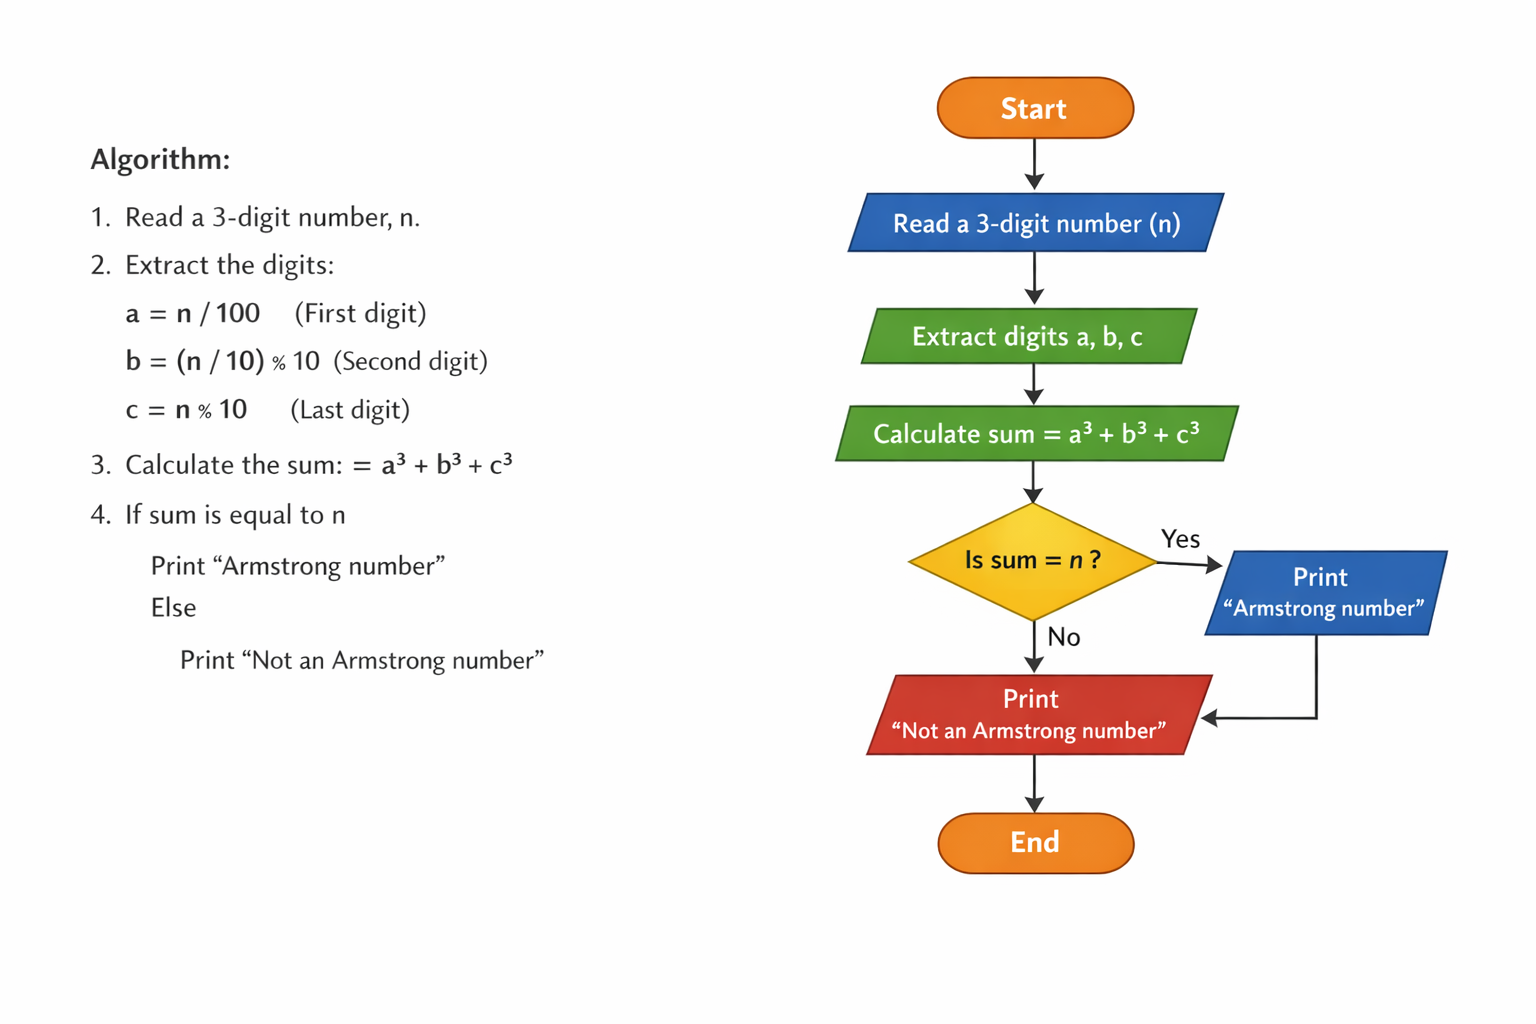 Algorithm:
1. Read a 3-digit number, n.
2. Extract the digits:
a = n / 100 (First digit)
b = (n / 10) % 10 (Second digit)
c = n % 10 (Last digit)
3. Calculate the sum: = a³ + b³ + c³
4. If sum is equal to n
Print “Armstrong number”
Else
Print “Not an Armstrong number”
Start
Read a 3-digit number (n)
Extract digits a, b, c
Calculate sum = a³ + b³ + c³
Is sum = n ?
Yes
Print
“Armstrong number”
No
Print
“Not an Armstrong number”
End